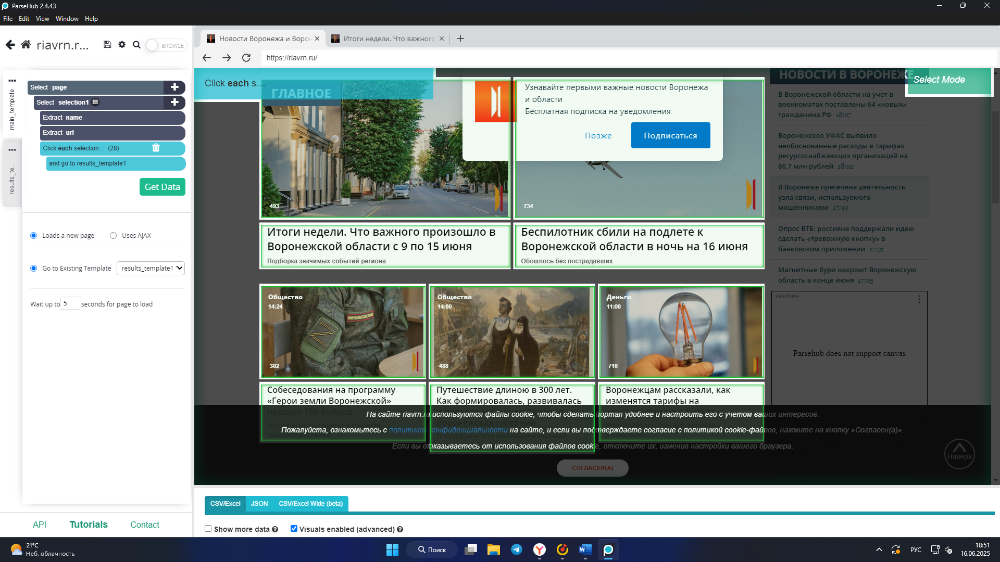 ParseHub 2.4.43
File Edit View Window Help
riavrn.r...
BROWSE
main_template
results_te...
Select page
Select selection1
Extract name
Extract url
Click each selection... (28)
and go to results_template1
Get Data
Loads a new page
Uses AJAX
Go to Existing Template
results_template1
Wait up to 5 seconds for page to load
API
Tutorials
Contact
Новости Воронежа и Ворон
Итоги недели. Что важного
https://riavrn.ru/
Click each s...
ГЛАВНОЕ
Узнавайте первыми важные новости Воронежа
и области
Бесплатная подписка на уведомления
Позже
Подписаться
493
734
Итоги недели. Что важного произошло в
Воронежской области с 9 по 15 июня
Подборка значимых событий региона
Беспилотник сбили на подлете к
Воронежской области в ночь на 16 июня
Обошлось без пострадавших
Общество
14:24
302
Общество
14:00
488
Деньги
11:00
716
Собеседования на программу
«Герои земли Воронежской»
прошли 188 бойцов
Путешествие длиною в 300 лет.
Как формировалась, развивалась
Воронежская губерния
Воронежцам рассказали, как
изменятся тарифы на
НОВОСТИ В ВОРОНЕЖЕ
Select Mode
В Воронежской области на учет в
военкоматах поставлены 64 «новых»
гражданина РФ 18:27
Воронежское УФАС выявило
необоснованные расходы в тарифах
ресурсоснабжающих организаций на
86,7 млн рублей 18:02
В Воронеже пресечена деятельность
узла связи, используемого
мошенниками 17:44
Опрос ВТБ: россияне поддержали идею
сделать «тревожную кнопку» в
банковском приложении 17:31
Магнитные бури накроют Воронежскую
область в конце июня 17:05
РЕКЛАМА
Parsehub does not support canvas
На сайте riavrn.ru используются файлы cookie, чтобы сделать портал удобнее и настроить его с учетом ваших интересов.
Пожалуйста, ознакомьтесь с политикой конфиденциальности на сайте, и если вы подтверждаете согласие с политикой cookie-файлов, нажмите на кнопку «Согласен(а)».
Если вы отказываетесь от использования файлов cookie, отключите их, изменив настройки вашего браузера.
СОГЛАСЕН(А)
Наверх
CSV/Excel
JSON
CSV/Excel Wide (beta)
Show more data
Visuals enabled (advanced)
21°C
Неб. облачность
Поиск
РУС
18:51
16.06.2025